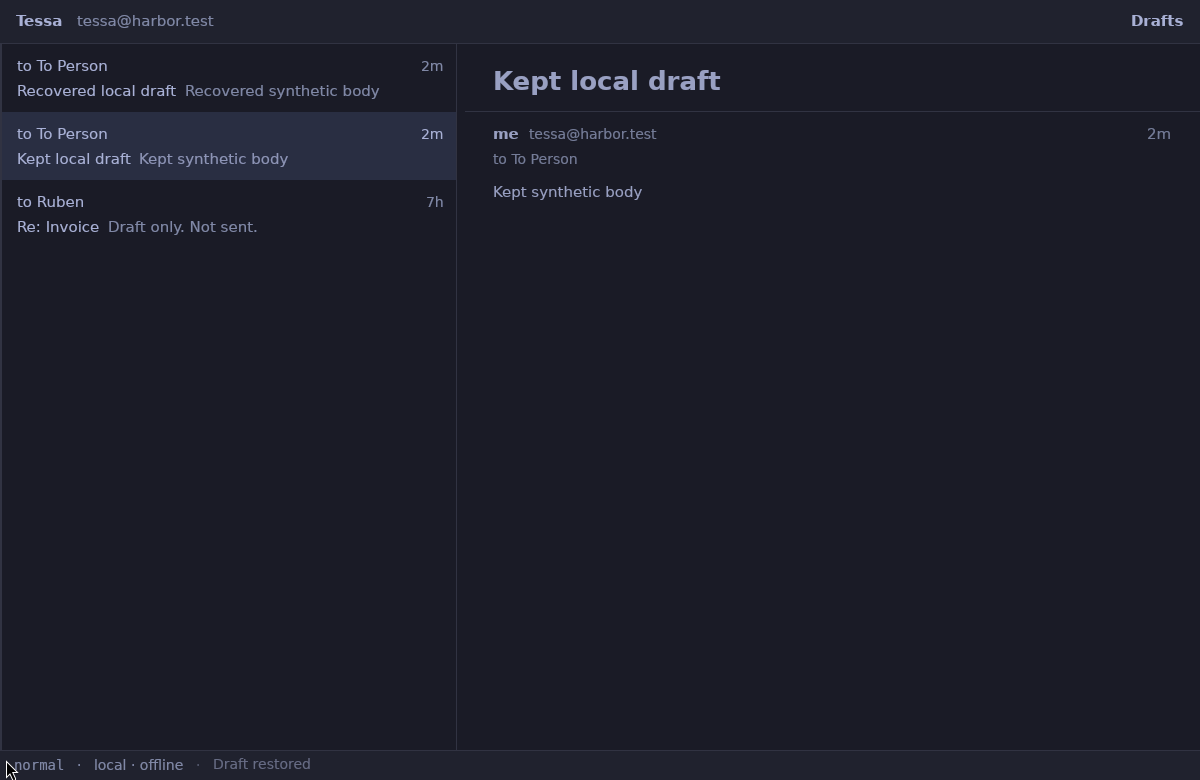 Tessa tessa@harbor.test Drafts
to To Person 2m
Recovered local draft Recovered synthetic body
to To Person 2m
Kept local draft Kept synthetic body
to Ruben 7h
Re: Invoice Draft only. Not sent.
Kept local draft
me tessa@harbor.test 2m
to To Person
Kept synthetic body
normal · local · offline · Draft restored